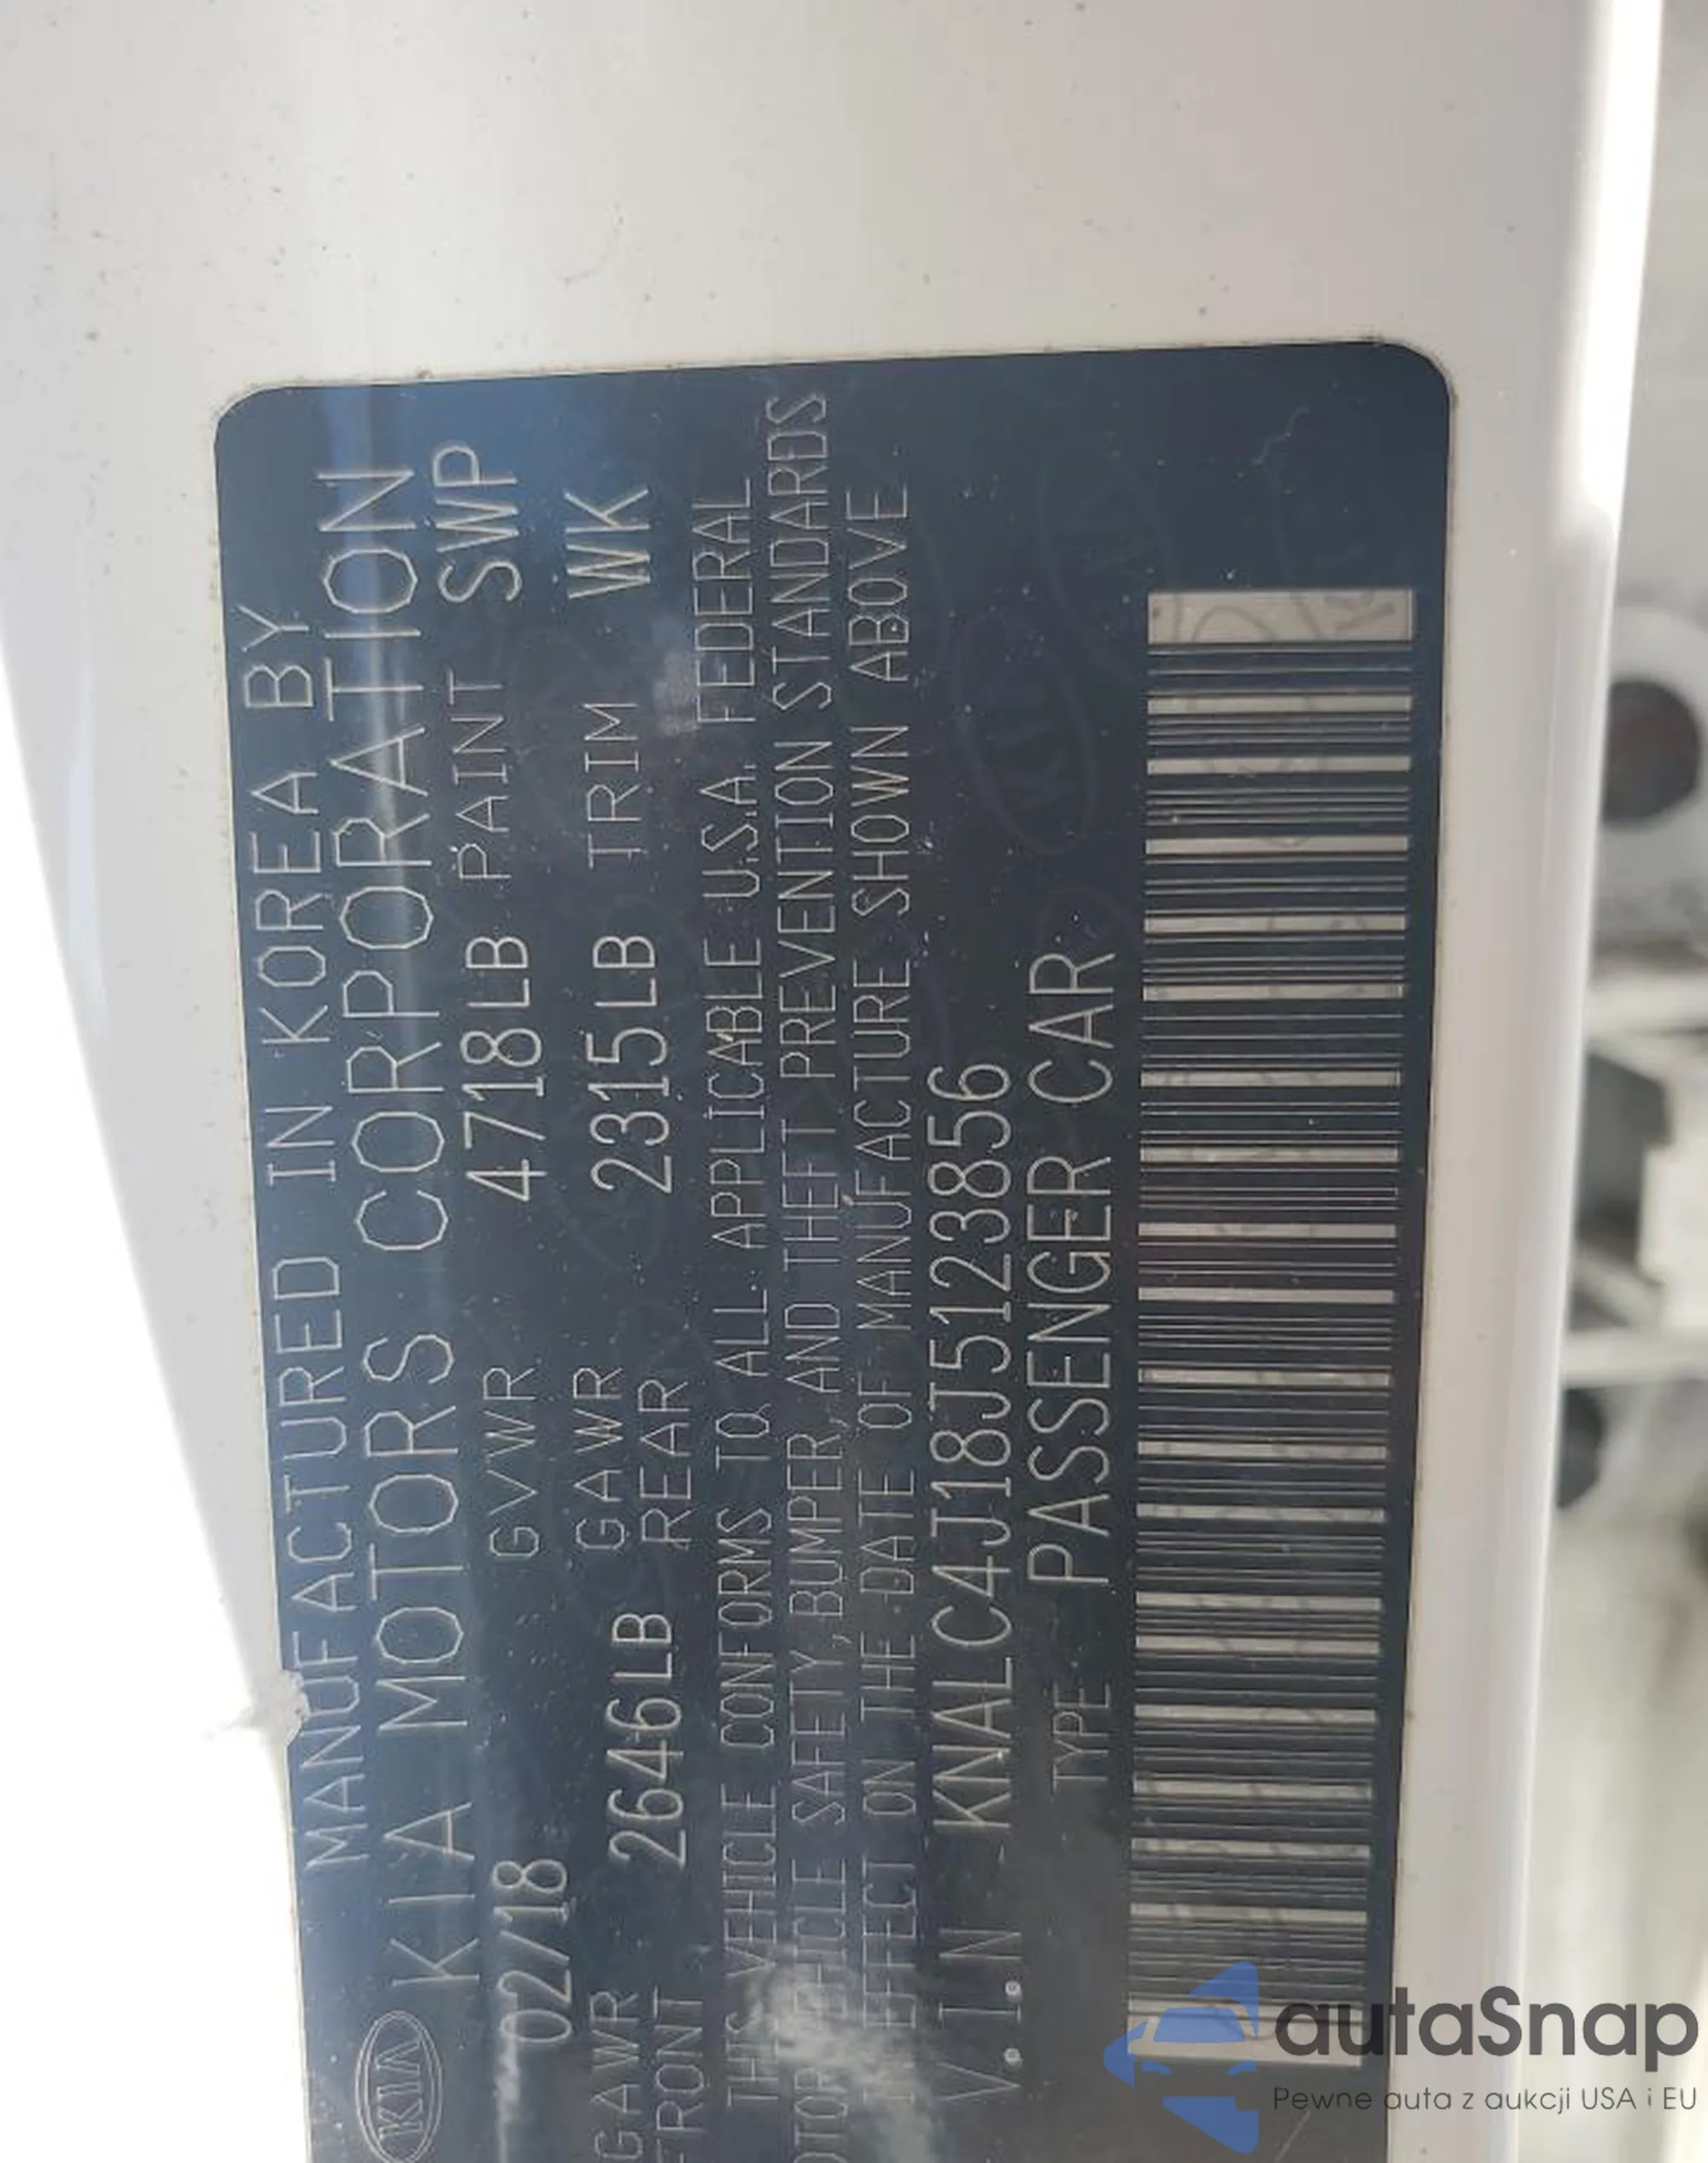 MANUFACTURED IN KOREA BY
KIA KIA MOTORS CORPORATION
02/18 GVWR 4718LB PAINT SWP
GAWR FRONT 2646LB GAWR REAR 2315LB TRIM WK
THIS VEHICLE CONFORMS TO ALL APPLICABLE U.S.A. FEDERAL
VEHICLE SAFETY, BUMPER, AND THEFT PREVENTION STANDARDS
EFFECT ON THE DATE OF MANUFACTURE SHOWN ABOVE
V.I.N KNALC4J18J5123856
TYPE PASSENGER CAR
autaSnap
Pewne auta z aukcji USA i EU